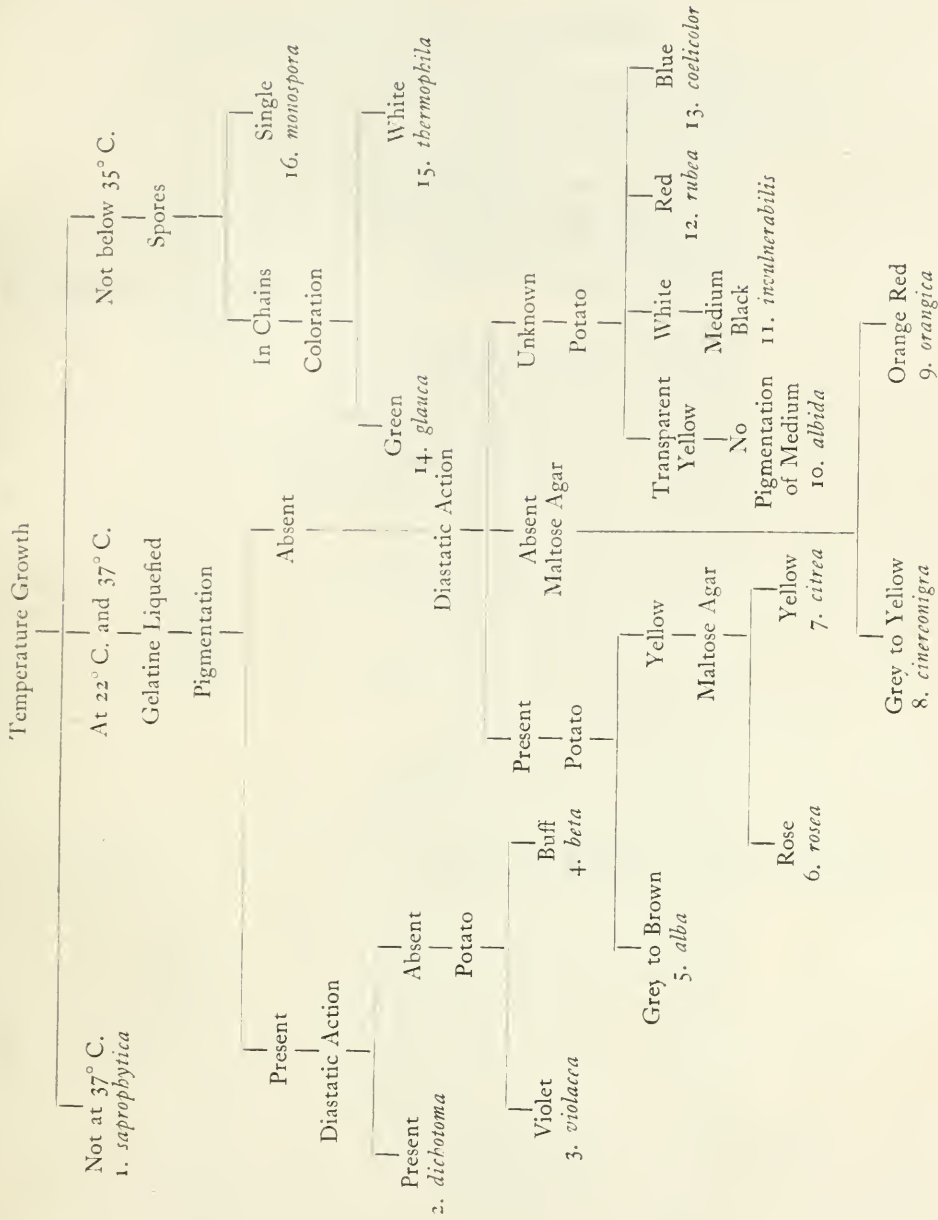 Temperature Growth
Not at 37° C.
1. saprophytica
At 22° C. and 37° C.
Not below 35° C.
Gelatine Liquefied
Spores
Pigmentation
In Chains
Single
16. monospora
Coloration
Green
14. glauca
White
15. thermophila
Present
Absent
Diastatic Action
Diastatic Action
Present
2. dichotoma
Absent
Potato
Violet
3. violacea
Buff
4. beta
Present
Potato
Absent
Maltose Agar
Unknown
Potato
Grey to Brown
5. alba
Yellow
Maltose Agar
Transparent
Yellow
No
Pigmentation
of Medium
10. albida
White
Medium
Black
11. invulnerabilis
Red
12. rubea
Blue
13. coelicolor
Rose
6. rosea
Yellow
7. citrea
Grey to Yellow
8. cinereonigra
Orange Red
9. orangica